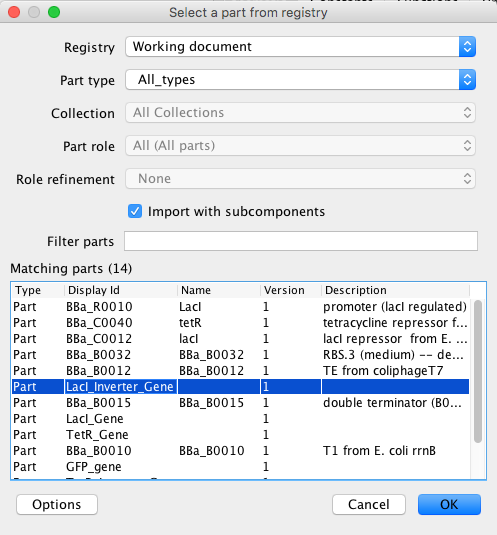 Select a part from registry
Registry Working document
Part type All_types
Collection All Collections
Part role All (All parts)
Role refinement None
Import with subcomponents
Filter parts
Matching parts (14)
Type Display Id Name Version Description
Part BBa_R0010 LacI 1 promoter (lacI regulated)
Part BBa_C0040 tetR 1 tetracycline repressor f...
Part BBa_C0012 lacI 1 lacI repressor from E. ...
Part BBa_B0032 BBa_B0032 1 RBS.3 (medium) -- de...
Part BBa_B0012 BBa_B0012 1 TE from coliphageT7
Part LacI_Inverter_Gene 1
Part BBa_B0015 BBa_B0015 1 double terminator (B0...
Part LacI_Gene 1
Part TetR_Gene 1
Part BBa_B0010 BBa_B0010 1 T1 from E. coli rrnB
Part GFP_gene 1
Options Cancel OK